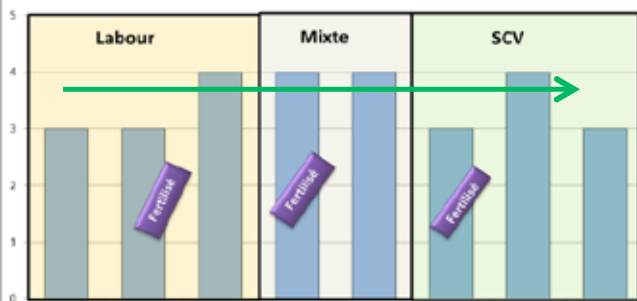 5
Labour
Mixte
SCV
4
3
2
1
0
Fertilisé
Fertilisé
Fertilisé